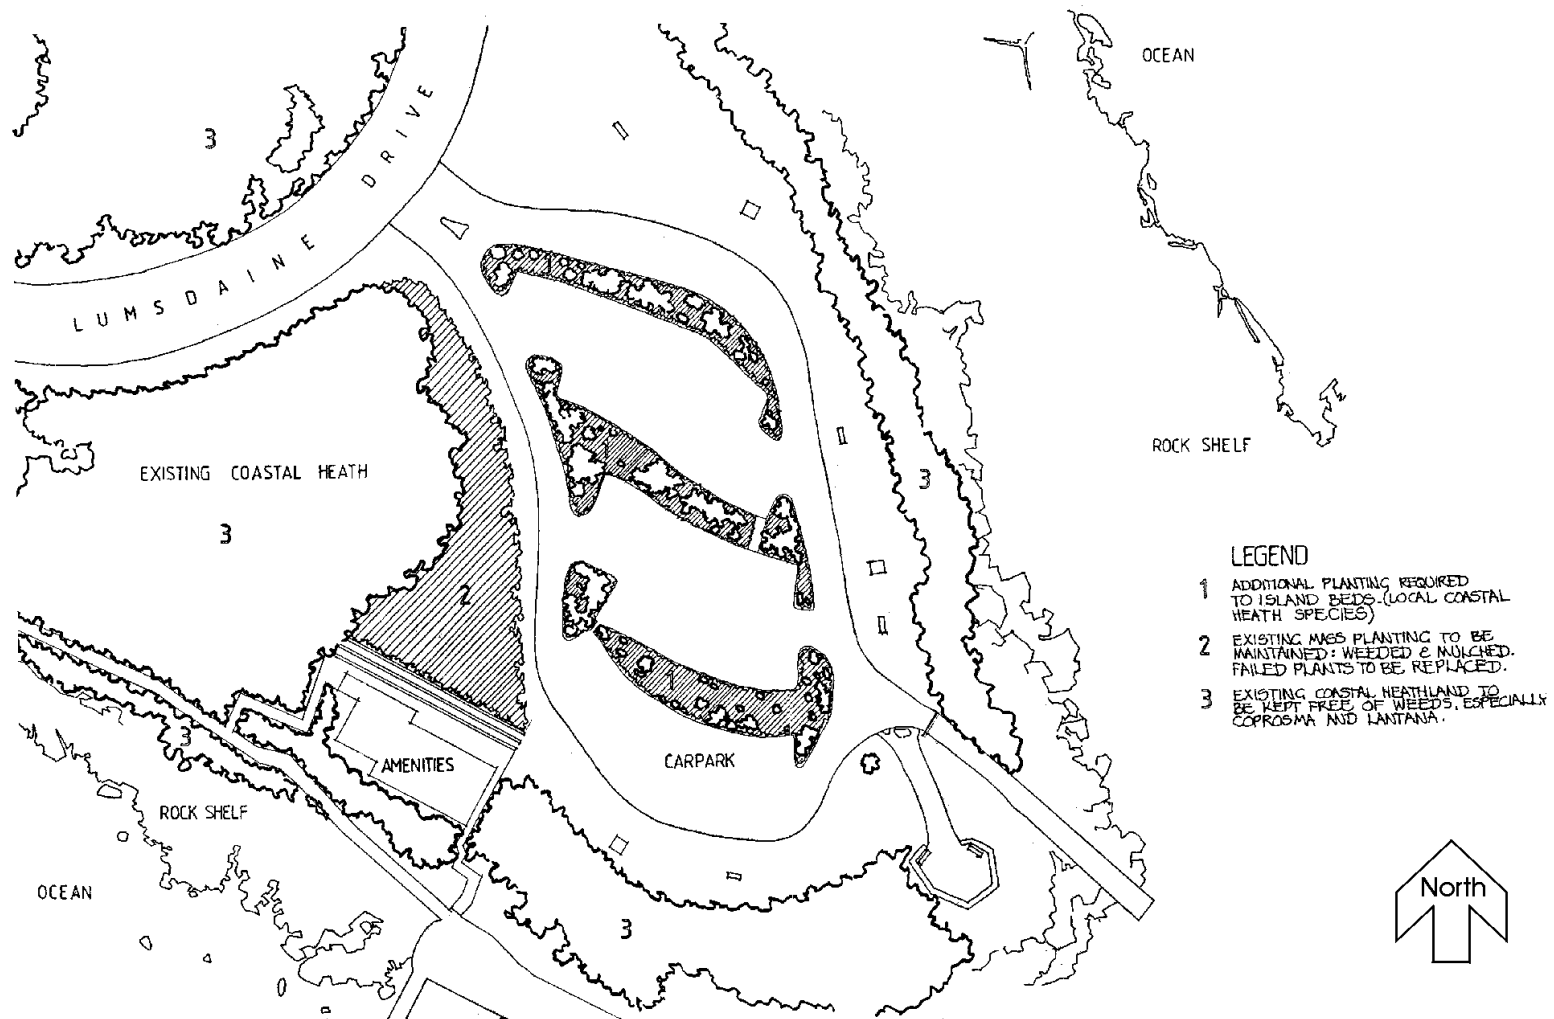 OCEAN
3
LUMSDAINE DRIVE
1
ROCK SHELF
EXISTING COASTAL HEATH
1
3
3
2
1
3
AMENITIES
CARPARK
ROCK SHELF
OCEAN
3
LEGEND
1 ADDITIONAL PLANTING REQUIRED
TO ISLAND BEDS. (LOCAL COASTAL
HEATH SPECIES)
2 EXISTING MASS PLANTING TO BE
MAINTAINED: WEEDED & MULCHED.
FAILED PLANTS TO BE REPLACED.
3 EXISTING COASTAL HEATHLAND TO
BE KEPT FREE OF WEEDS, ESPECIALLY
COPROSMA AND LANTANA.
North